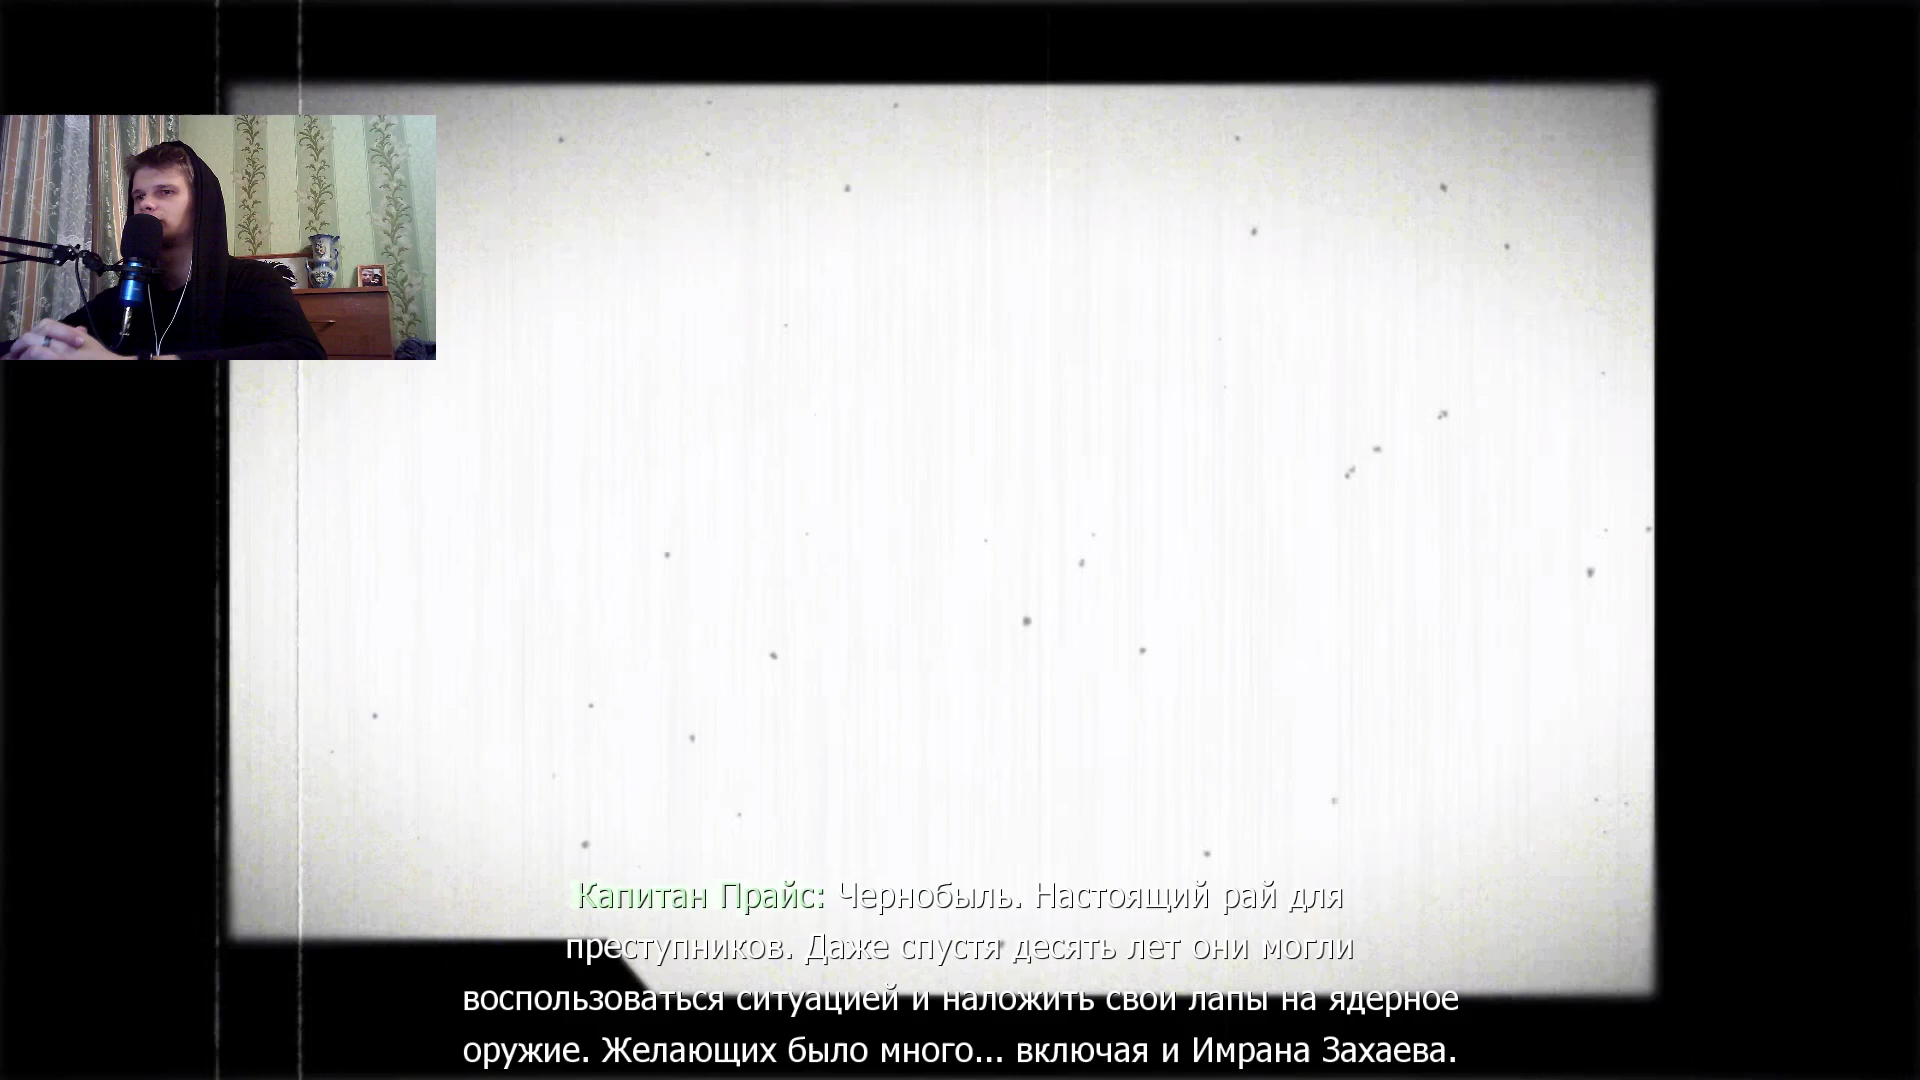 Капитан Прайс: Чернобыль. Настоящий рай для
преступников. Даже спустя десять лет они могли
воспользоваться ситуацией и наложить свои лапы на ядерное
оружие. Желающих было много... включая и Имрана Захаева.